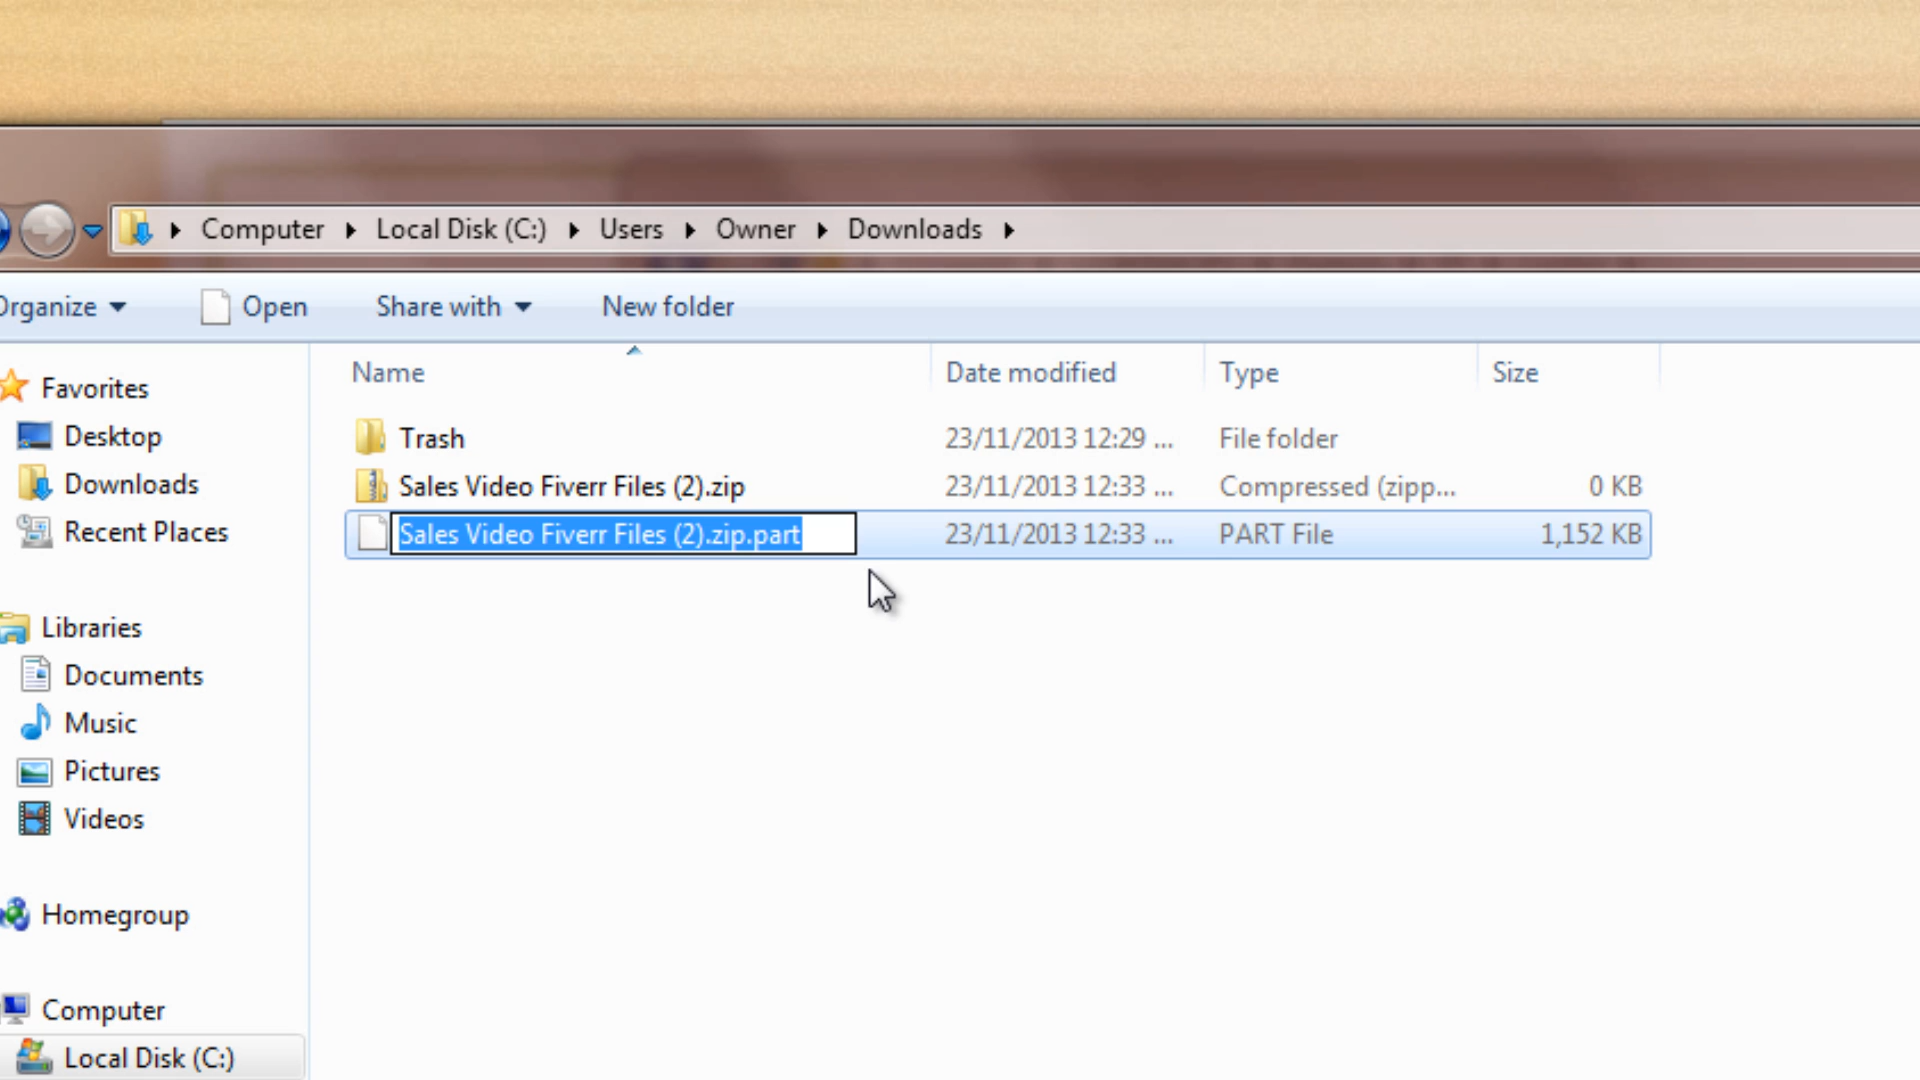 Computer Local Disk (C:) Users Owner Downloads
Organize Open Share with New folder
Name Date modified Type Size
Favorites
Desktop
Downloads
Recent Places
Libraries
Documents
Music
Pictures
Videos
Homegroup
Computer
Local Disk (C:)
Trash 23/11/2013 12:29 ... File folder
Sales Video Fiverr Files (2).zip 23/11/2013 12:33 ... Compressed (zipp... 0 KB
Sales Video Fiverr Files (2).zip.part 23/11/2013 12:33 ... PART File 1,152 KB